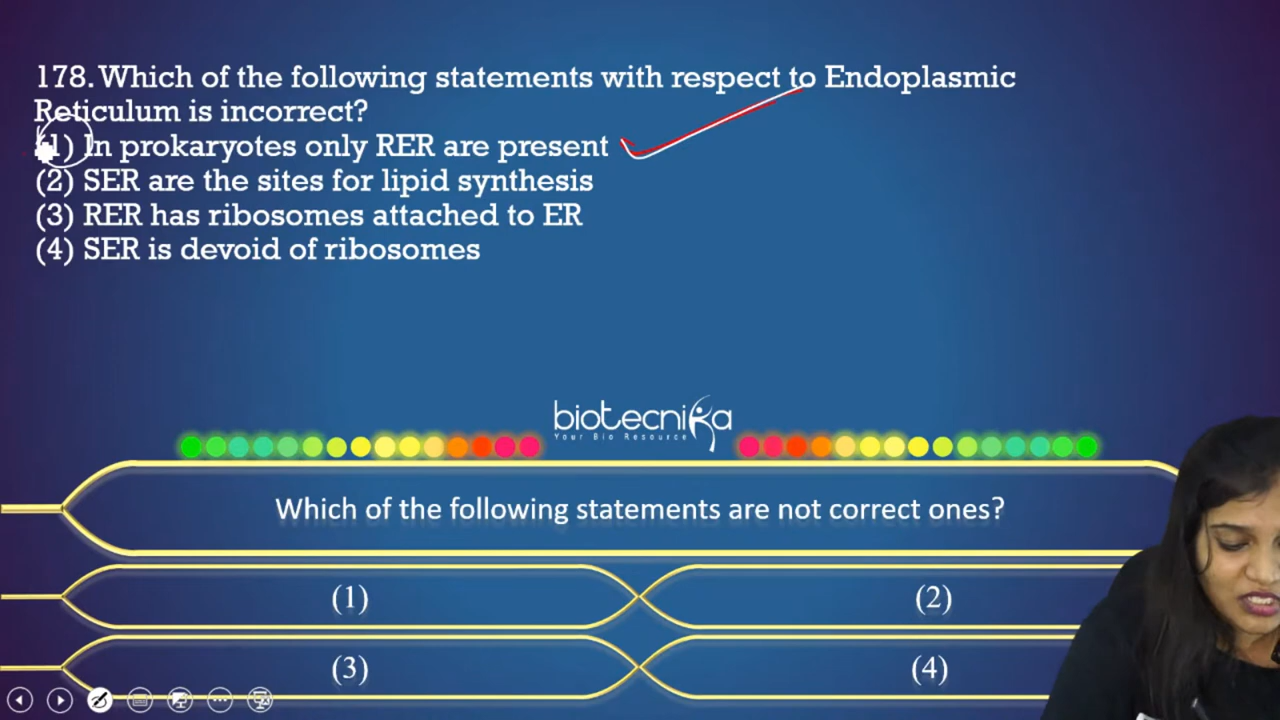 178. Which of the following statements with respect to Endoplasmic
Reticulum is incorrect?
(1) In prokaryotes only RER are present
(2) SER are the sites for lipid synthesis
(3) RER has ribosomes attached to ER
(4) SER is devoid of ribosomes
biotecnika
Your Bio Resource
Which of the following statements are not correct ones?
(1)
(2)
(3)
(4)